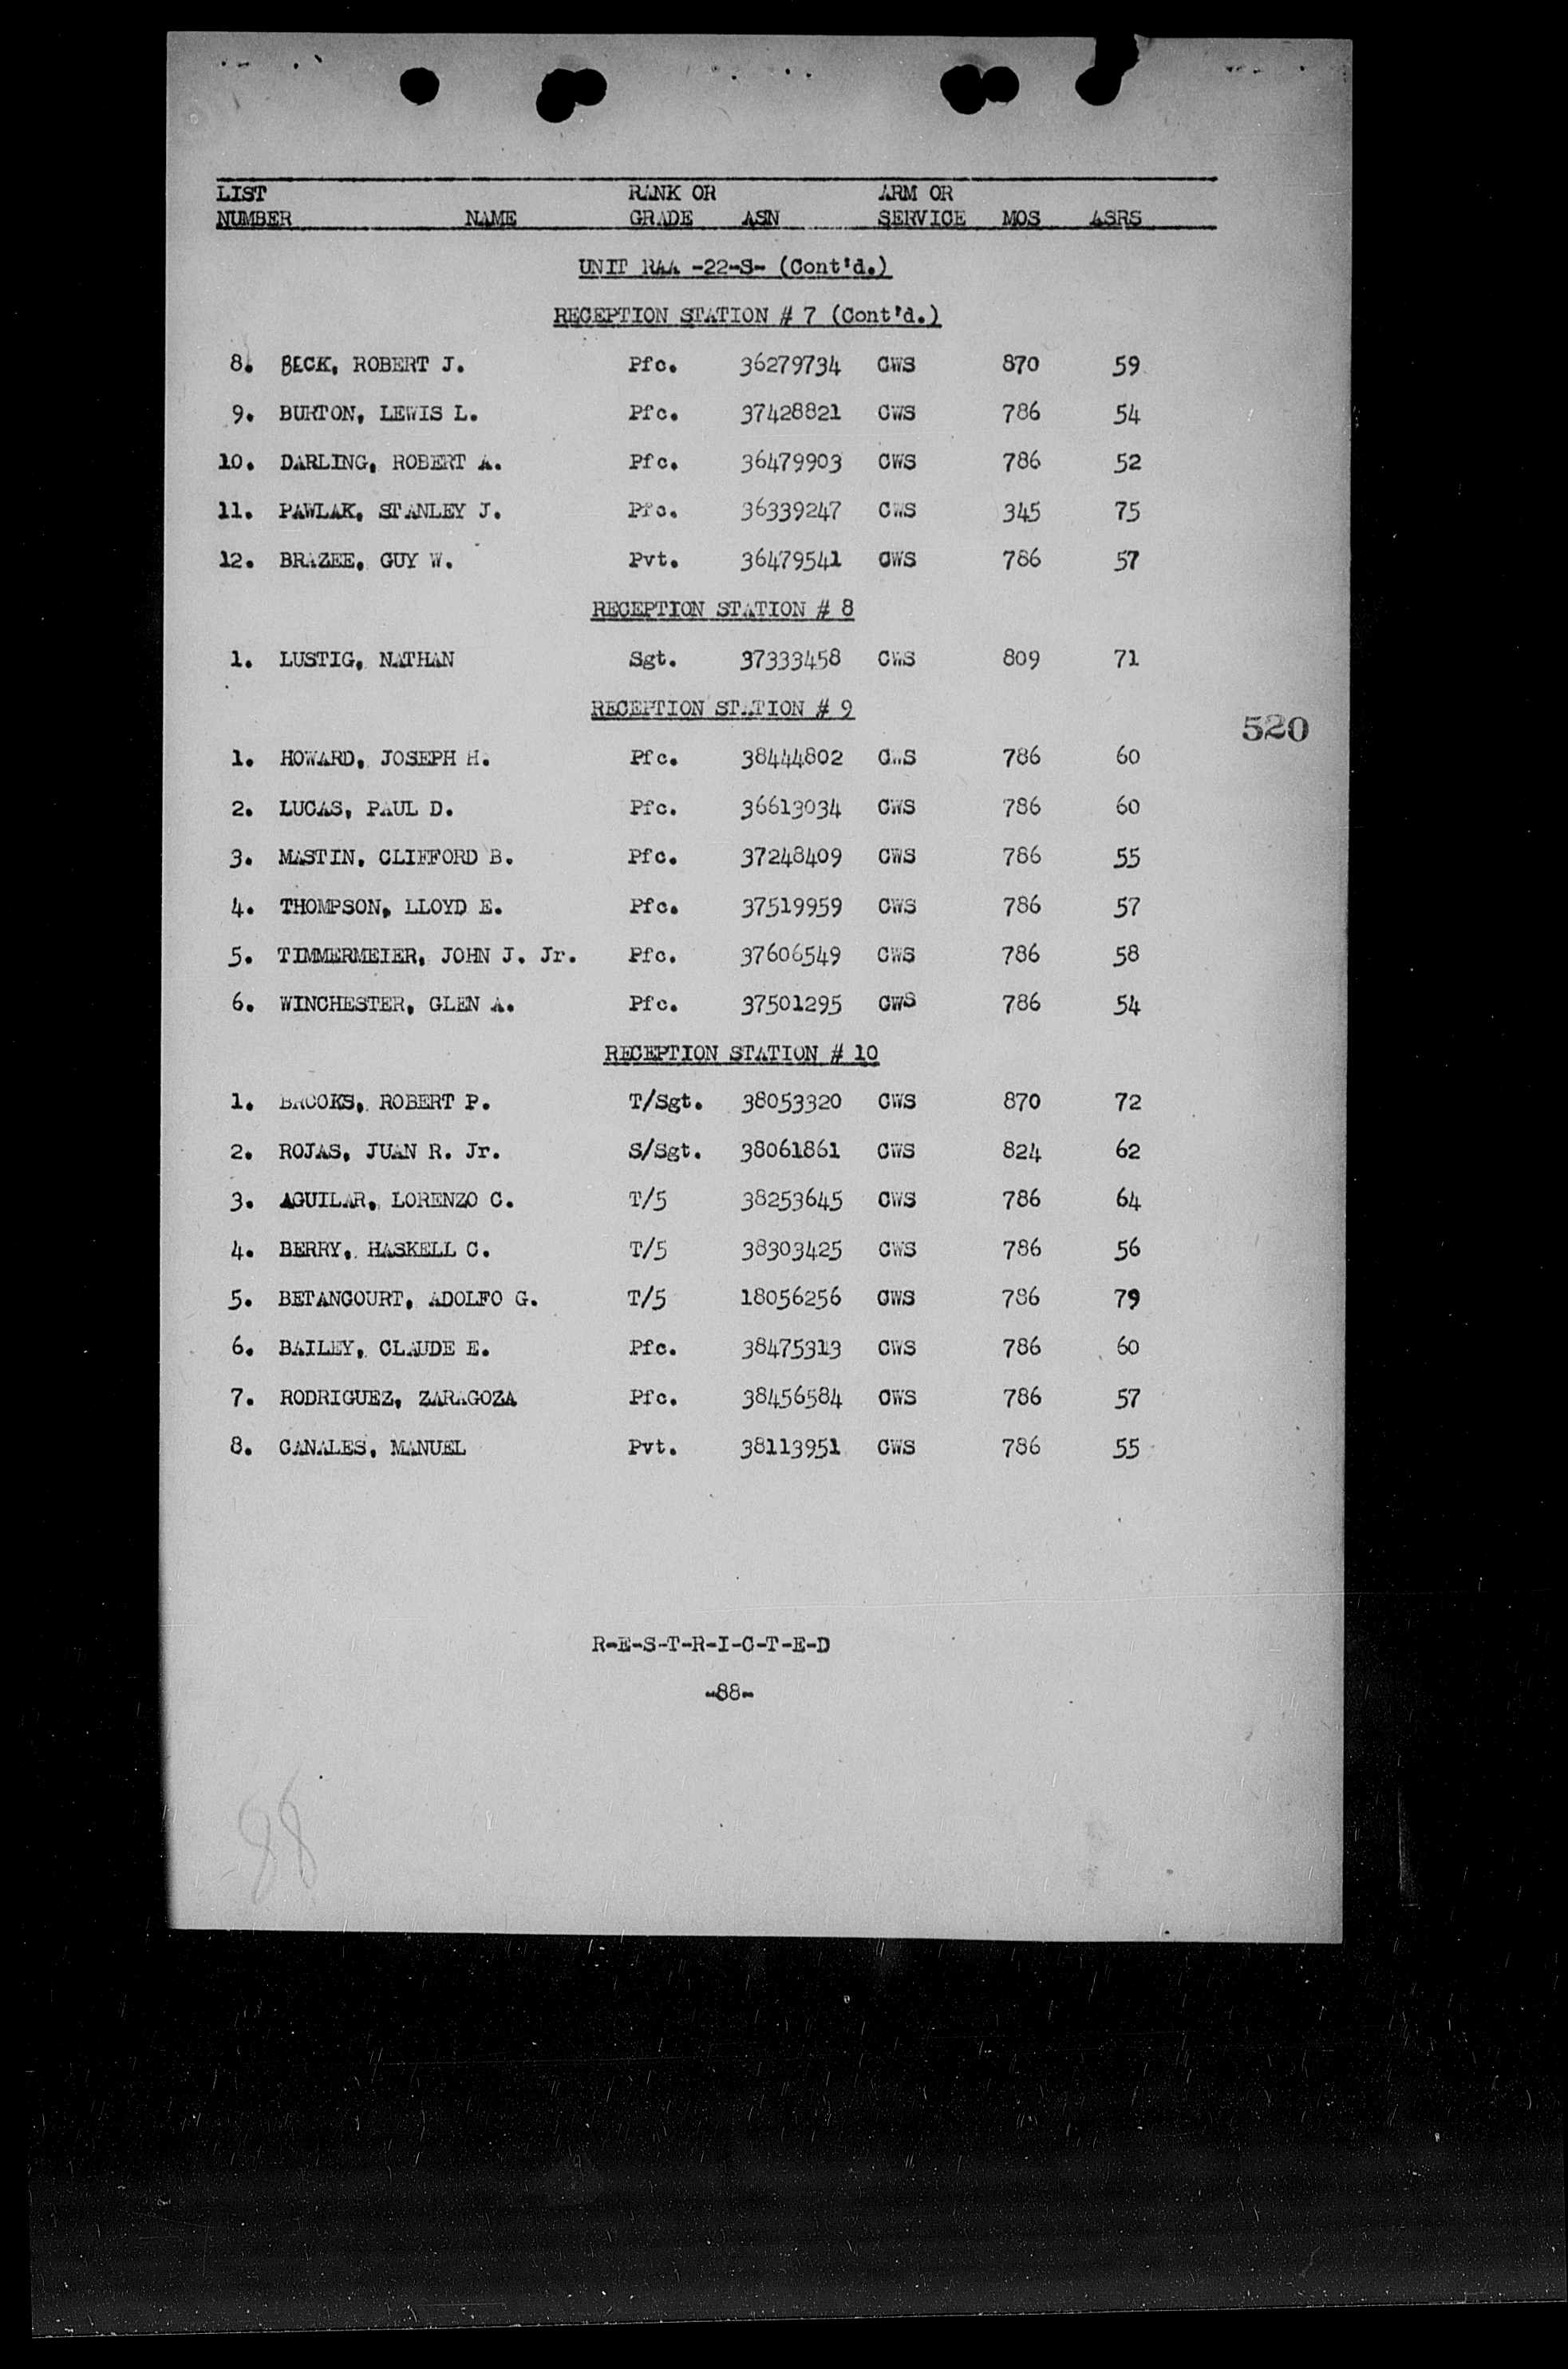 LIST NUMBER NAME RANK OR GRADE ASN ARM OR SERVICE MOS ASRS
UNIT RAA -22-S- (Cont'd.)
RECEPTION STATION # 7 (Cont'd.)
8. BECK, ROBERT J. Pfc. 36279734 CWS 870 59
9. BURTON, LEWIS L. Pfc. 37428821 CWS 786 54
10. DARLING, ROBERT A. Pfc. 36479903 CWS 786 52
11. PAWLAK, STANLEY J. Pfc. 36339247 CWS 345 75
12. BRAZEE, GUY W. Pvt. 36479541 CWS 786 57
RECEPTION STATION # 8
1. LUSTIG, NATHAN Sgt. 37333458 CWS 809 71
RECEPTION STATION # 9
520
1. HOWARD, JOSEPH H. Pfc. 38444802 CWS 786 60
2. LUCAS, PAUL D. Pfc. 36613034 CWS 786 60
3. MASTIN, CLIFFORD B. Pfc. 37248409 CWS 786 55
4. THOMPSON, LLOYD E. Pfc. 37519959 CWS 786 57
5. TIMMERMEIER, JOHN J. Jr. Pfc. 37606549 CWS 786 58
6. WINCHESTER, GLEN A. Pfc. 37501295 CWS 786 54
RECEPTION STATION # 10
1. BROOKS, ROBERT P. T/Sgt. 38053320 CWS 870 72
2. ROJAS, JUAN R. Jr. S/Sgt. 38061861 CWS 824 62
3. AGUILAR, LORENZO C. T/5 38253645 CWS 786 64
4. BERRY, HASKELL C. T/5 38303425 CWS 786 56
5. BETANCOURT, ADOLFO G. T/5 18056256 CWS 786 79
6. BAILEY, CLAUDE E. Pfc. 38475313 CWS 786 60
7. RODRIGUEZ, ZARAGOZA Pfc. 38456584 CWS 786 57
8. CANALES, MANUEL Pvt. 38113951 CWS 786 55
R-E-S-T-R-I-C-T-E-D
-88-
88